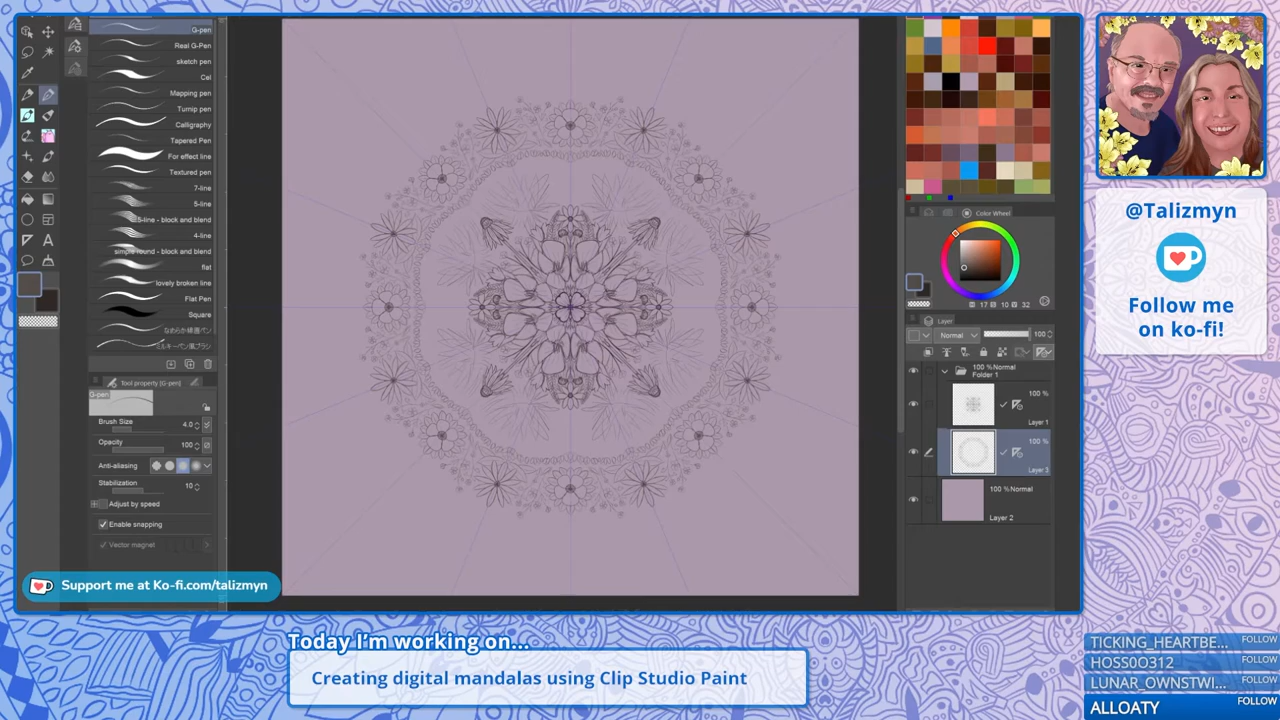 G-pen
Real G-Pen
sketch pen
Cel
Mapping pen
Turnip pen
Calligraphy
Tapered Pen
For effect line
Textured pen
7-line
5-line
5-line - block and blend
4-line
simple round - block and blend
flat
lovely broken line
Flat Pen
Square
Tool property (G-pen)
G-pen
Brush Size 4.0
Opacity 100
Anti-aliasing
Stabilization 10
Adjust by speed
Enable snapping
Vector magnet
Color Wheel
17 10 32
Layer
Normal 100
100 % Normal
Folder 1
100 %
Layer 1
100 %
Layer 3
100 % Normal
Layer 2
@Talizmyn
Follow me
on ko-fi!
Support me at Ko-fi.com/talizmyn
Today I'm working on...
Creating digital mandalas using Clip Studio Paint
TICKING_HEARTBE... FOLLOW
HOSS0O312 FOLLOW
LUNAR_OWNSTWI... FOLLOW
ALLOATY FOLLOW